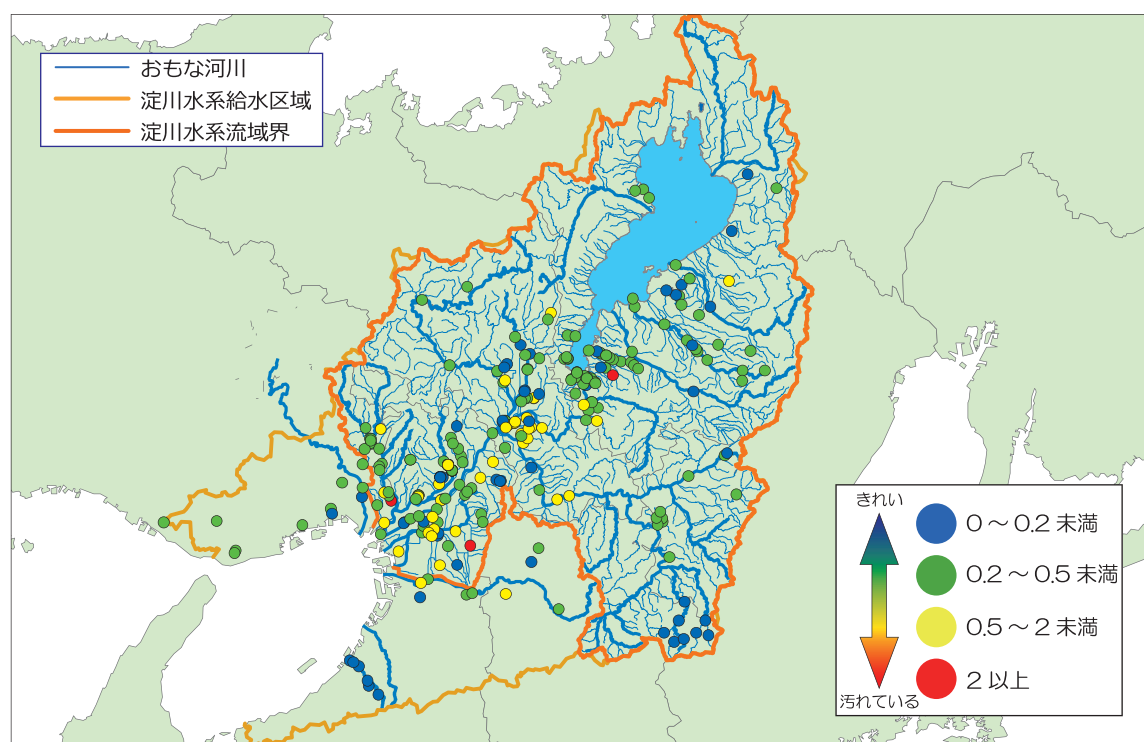 おもな河川
淀川水系給水区域
淀川水系流域界
きれい
0～0.2未満
0.2～0.5未満
0.5～2未満
2以上
汚れている